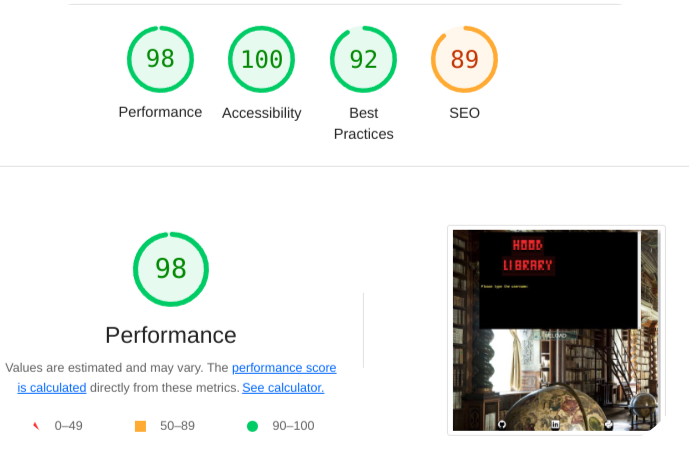 98
100
92
89
Performance
Accessibility
Best
Practices
SEO
98
Performance
Values are estimated and may vary. The performance score
is calculated directly from these metrics. See calculator.
0–49
50–89
90–100
HOOD
LIBRARY
Please type the username: